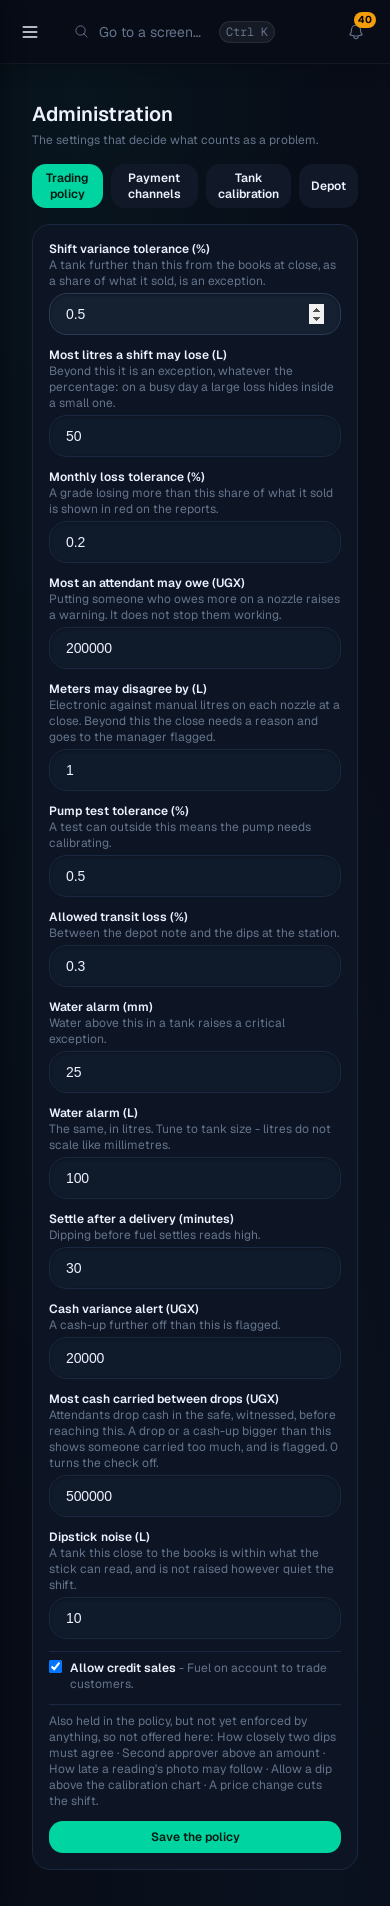 Go to a screen...
Ctrl K
40
Administration
The settings that decide what counts as a problem.
Trading
policy
Payment
channels
Tank
calibration
Depot
Shift variance tolerance (%)
A tank further than this from the books at close, as
a share of what it sold, is an exception.
0.5
Most litres a shift may lose (L)
Beyond this it is an exception, whatever the
percentage: on a busy day a large loss hides inside
a small one.
50
Monthly loss tolerance (%)
A grade losing more than this share of what it sold
is shown in red on the reports.
0.2
Most an attendant may owe (UGX)
Putting someone who owes more on a nozzle raises
a warning. It does not stop them working.
200000
Meters may disagree by (L)
Electronic against manual litres on each nozzle at a
close. Beyond this the close needs a reason and
goes to the manager flagged.
1
Pump test tolerance (%)
A test can outside this means the pump needs
calibrating.
0.5
Allowed transit loss (%)
Between the depot note and the dips at the station.
0.3
Water alarm (mm)
Water above this in a tank raises a critical
exception.
25
Water alarm (L)
The same, in litres. Tune to tank size - litres do not
scale like millimetres.
100
Settle after a delivery (minutes)
Dipping before fuel settles reads high.
30
Cash variance alert (UGX)
A cash-up further off than this is flagged.
20000
Most cash carried between drops (UGX)
Attendants drop cash in the safe, witnessed, before
reaching this. A drop or a cash-up bigger than this
shows someone carried too much, and is flagged. 0
turns the check off.
500000
Dipstick noise (L)
A tank this close to the books is within what the
stick can read, and is not raised however quiet the
shift.
10
Allow credit sales - Fuel on account to trade
customers.
Also held in the policy, but not yet enforced by
anything, so not offered here: How closely two dips
must agree · Second approver above an amount ·
How late a reading's photo may follow · Allow a dip
above the calibration chart · A price change cuts
the shift.
Save the policy